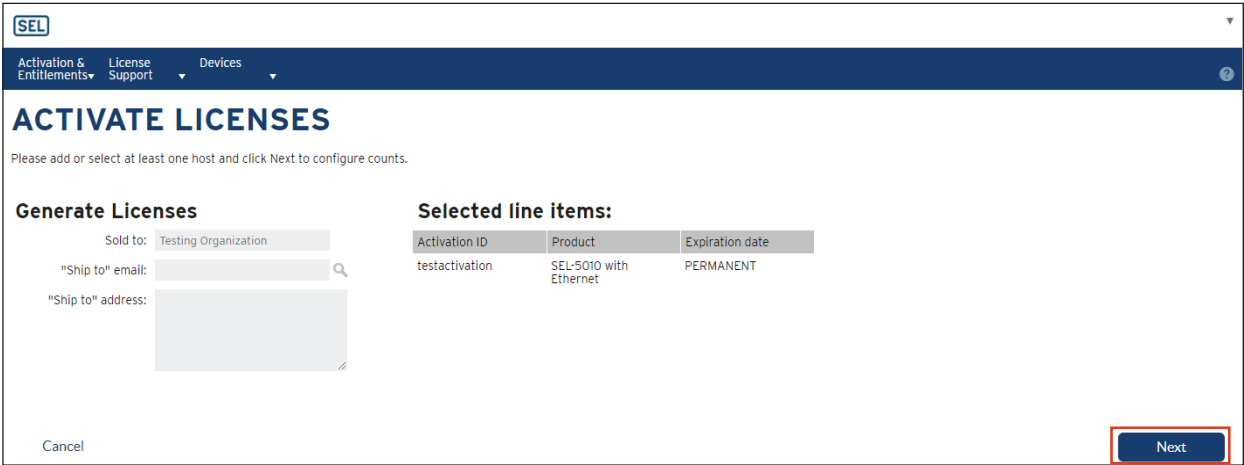 SEL
Activation & Entitlements
License Support
Devices
?
ACTIVATE LICENSES
Please add or select at least one host and click Next to configure counts.
Generate Licenses
Sold to: Testing Organization
"Ship to" email:
"Ship to" address:
Selected line items:
Activation ID Product Expiration date
testactivation SEL-5010 with PERMANENT
Ethernet
Cancel
Next